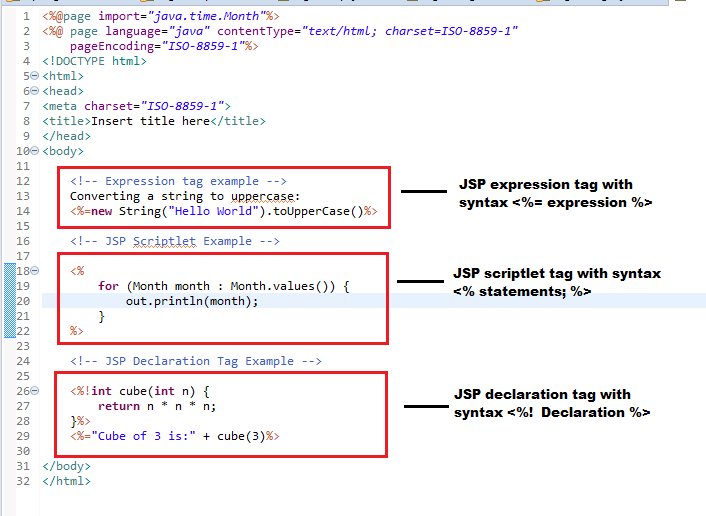 1 <%@page import="java.time.Month"%>
2 <%@ page language="java" contentType="text/html; charset=ISO-8859-1"
3     pageEncoding="ISO-8859-1"%>
4 <!DOCTYPE html>
5 <html>
6 <head>
7 <meta charset="ISO-8859-1">
8 <title>Insert title here</title>
9 </head>
10 <body>
11
12     <!-- Expression tag example -->
13     Converting a string to uppercase:
14     <%=new String("Hello World").toUpperCase()%>
JSP expression tag with
syntax <%= expression %>
15
16     <!-- JSP Scriptlet Example -->
17
18     <%
19         for (Month month : Month.values()) {
20             out.println(month);
21         }
22     %>
JSP scriptlet tag with syntax
<% statements; %>
23
24     <!-- JSP Declaration Tag Example -->
25
26     <%!int cube(int n) {
27         return n * n * n;
28     }%>
29     <%="Cube of 3 is:" + cube(3)%>
JSP declaration tag with
syntax <%! Declaration %>
30
31 </body>
32 </html>